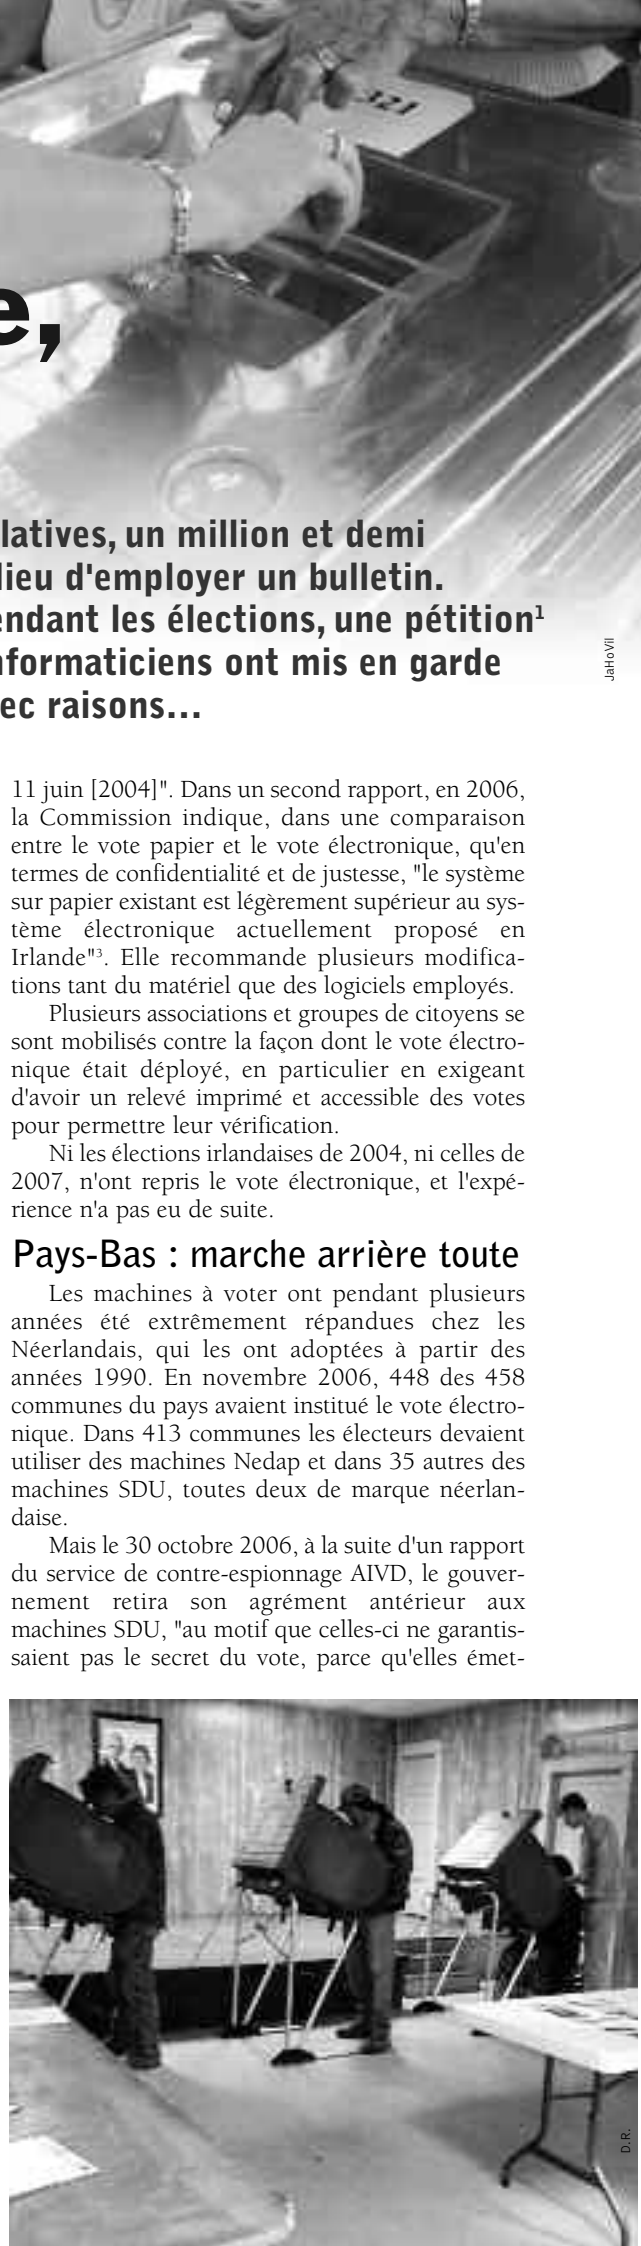 321
e,
latives, un million et demi
lieu d'employer un bulletin.
endant les élections, une pétition¹
nformaticiens ont mis en garde
ec raisons...
JaHoVil
11 juin [2004]". Dans un second rapport, en 2006,
la Commission indique, dans une comparaison
entre le vote papier et le vote électronique, qu'en
termes de confidentialité et de justesse, "le système
sur papier existant est légèrement supérieur au sys-
tème électronique actuellement proposé en
Irlande"³. Elle recommande plusieurs modifica-
tions tant du matériel que des logiciels employés.
Plusieurs associations et groupes de citoyens se
sont mobilisés contre la façon dont le vote électro-
nique était déployé, en particulier en exigeant
d'avoir un relevé imprimé et accessible des votes
pour permettre leur vérification.
Ni les élections irlandaises de 2004, ni celles de
2007, n'ont repris le vote électronique, et l'expé-
rience n'a pas eu de suite.
Pays-Bas : marche arrière toute
Les machines à voter ont pendant plusieurs
années été extrêmement répandues chez les
Néerlandais, qui les ont adoptées à partir des
années 1990. En novembre 2006, 448 des 458
communes du pays avaient institué le vote électro-
nique. Dans 413 communes les électeurs devaient
utiliser des machines Nedap et dans 35 autres des
machines SDU, toutes deux de marque néerlan-
daise.
Mais le 30 octobre 2006, à la suite d'un rapport
du service de contre-espionnage AIVD, le gouver-
nement retira son agrément antérieur aux
machines SDU, "au motif que celles-ci ne garantis-
saient pas le secret du vote, parce qu'elles émet-
D.R.